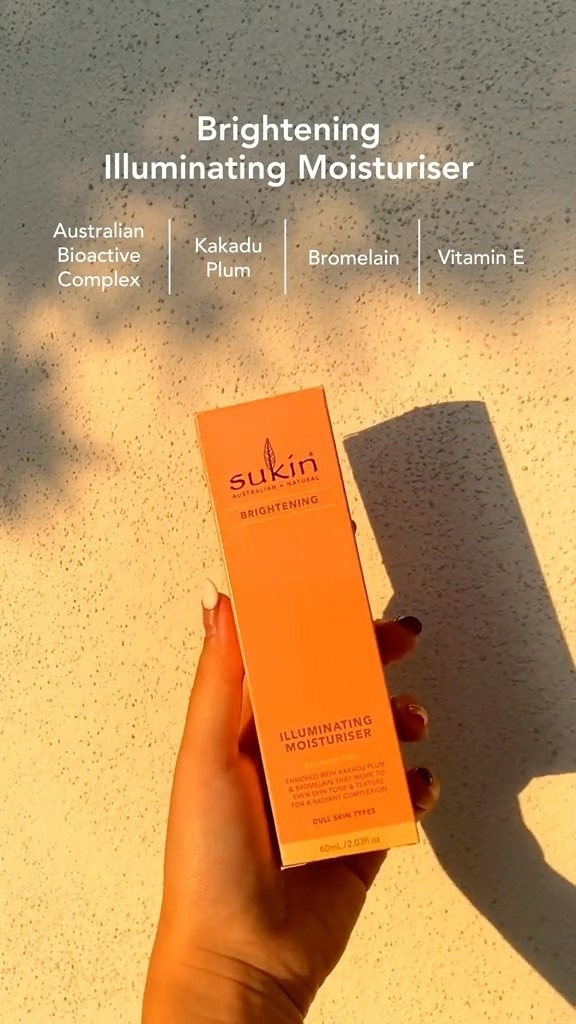 Brightening
Illuminating Moisturiser
Australian
Bioactive
Complex
Kakadu
Plum
Bromelain
Vitamin E
sukin®
AUSTRALIAN • NATURAL
BRIGHTENING
ILLUMINATING
MOISTURISER
ENRICHED WITH KAKADU PLUM
& BROMELAIN THAT WORK TO
EVEN SKIN TONE & TEXTURE
FOR A RADIANT COMPLEXION
DULL SKIN TYPES
60mL / 2.03fl.oz